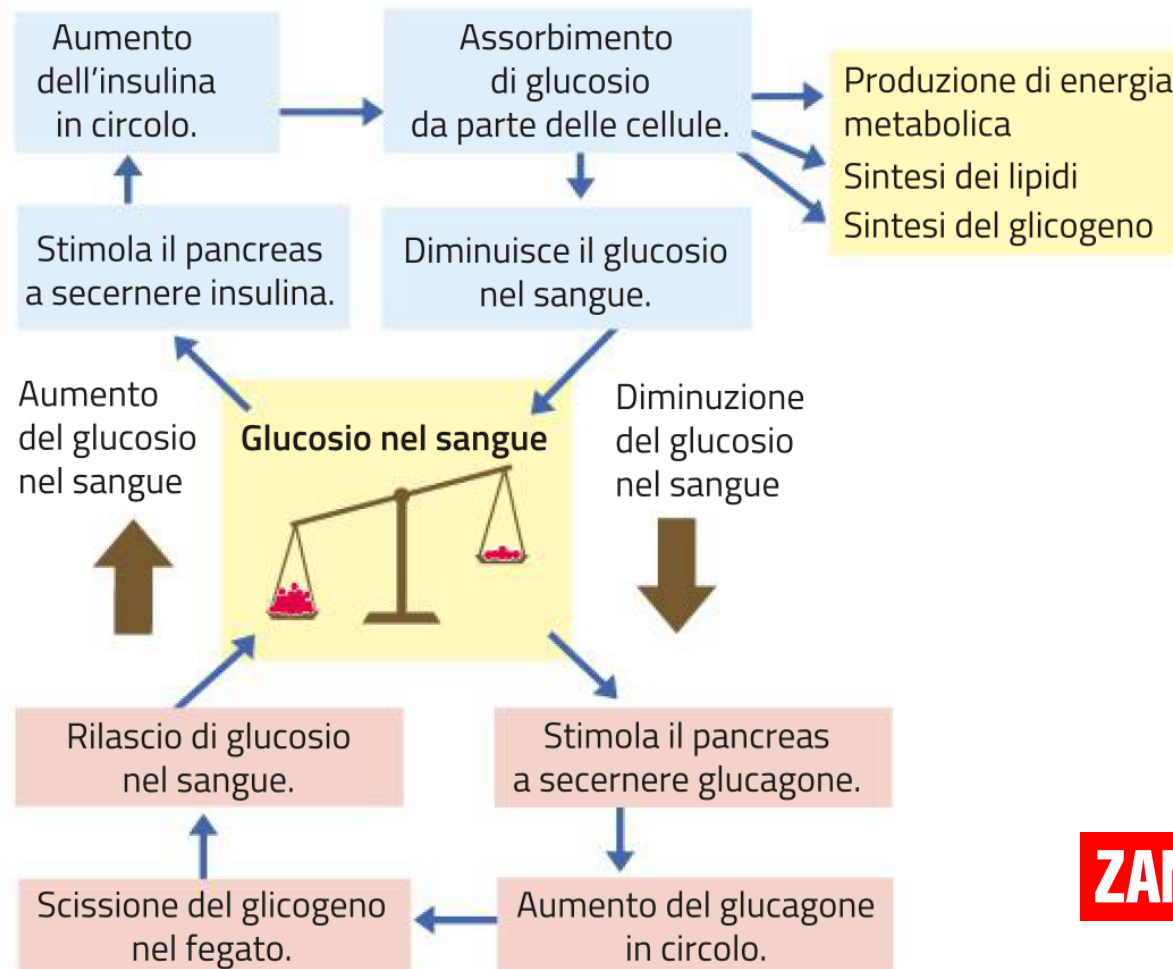 Aumento
dell'insulina
in circolo.
Assorbimento
di glucosio
da parte delle cellule.
Produzione di energia
metabolica
Sintesi dei lipidi
Sintesi del glicogeno
Stimola il pancreas
a secernere insulina.
Diminuisce il glucosio
nel sangue.
Aumento
del glucosio
nel sangue
Glucosio nel sangue
Diminuzione
del glucosio
nel sangue
Rilascio di glucosio
nel sangue.
Stimola il pancreas
a secernere glucagone.
Scissione del glicogeno
nel fegato.
Aumento del glucagone
in circolo.